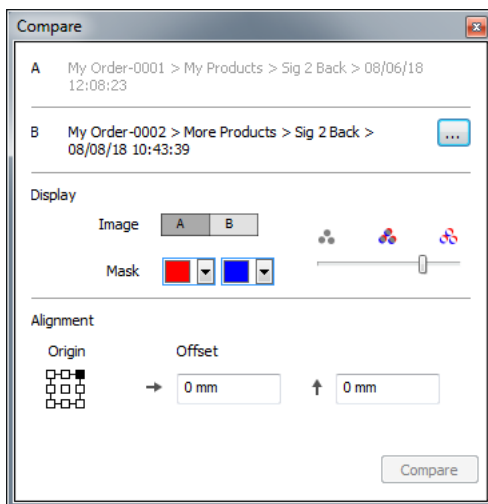 Compare
A My Order-0001 > My Products > Sig 2 Back > 08/06/18
12:08:23
B My Order-0002 > More Products > Sig 2 Back >
08/08/18 10:43:39
...
Display
Image A B
Mask
Alignment
Origin Offset
0 mm 0 mm
Compare